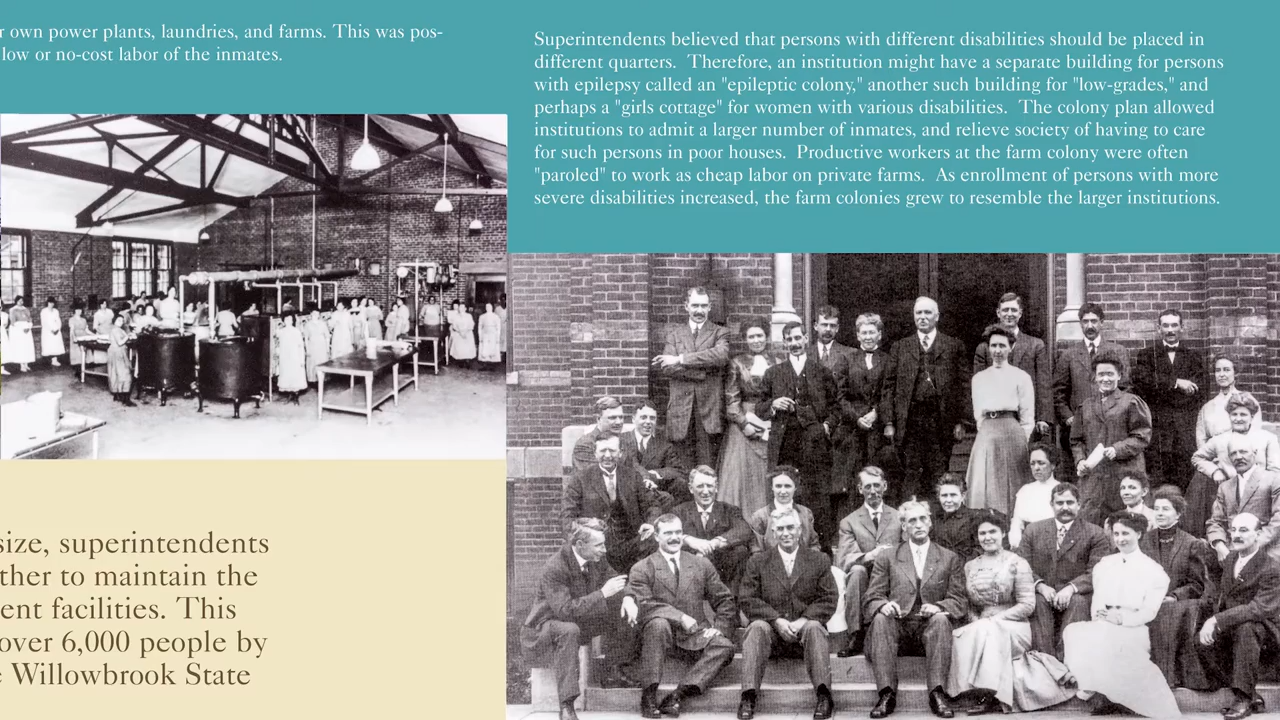 r own power plants, laundries, and farms. This was pos-
low or no-cost labor of the inmates.
Superintendents believed that persons with different disabilities should be placed in
different quarters.  Therefore, an institution might have a separate building for persons
with epilepsy called an "epileptic colony," another such building for "low-grades," and
perhaps a "girls cottage" for women with various disabilities.  The colony plan allowed
institutions to admit a larger number of inmates, and relieve society of having to care
for such persons in poor houses.  Productive workers at the farm colony were often
"paroled" to work as cheap labor on private farms.  As enrollment of persons with more
severe disabilities increased, the farm colonies grew to resemble the larger institutions.
size, superintendents
ther to maintain the
ent facilities. This
over 6,000 people by
e Willowbrook State